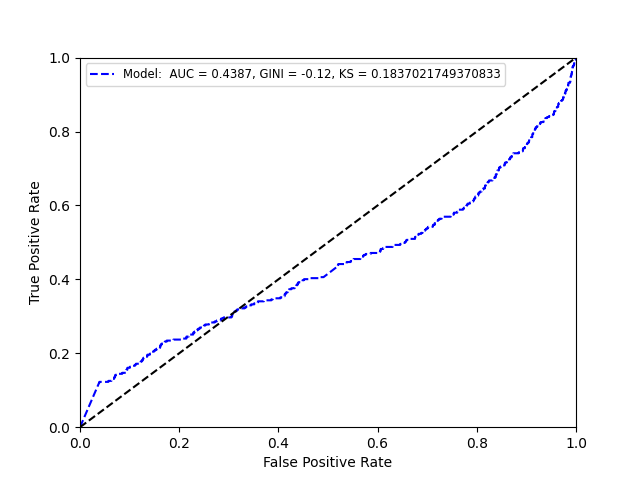 Model:  AUC = 0.4387, GINI = -0.12, KS = 0.1837021749370833
1.0
0.8
0.6
0.4
0.2
0.0
True Positive Rate
0.0 0.2 0.4 0.6 0.8 1.0
False Positive Rate